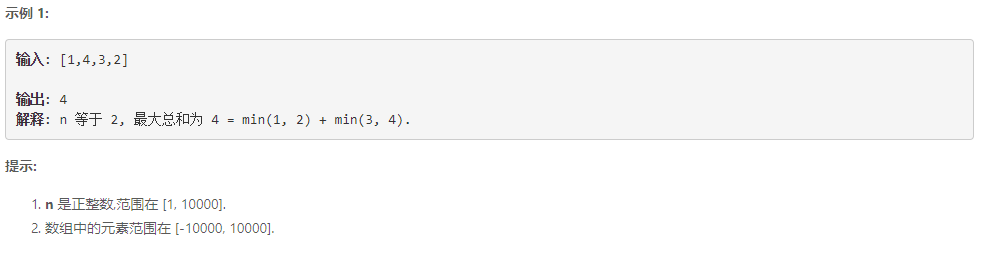 示例 1:
输入: [1,4,3,2]
输出: 4
解释: n 等于 2, 最大总和为 4 = min(1, 2) + min(3, 4).
提示:
1. n 是正整数,范围在 [1, 10000].
2. 数组中的元素范围在 [-10000, 10000].